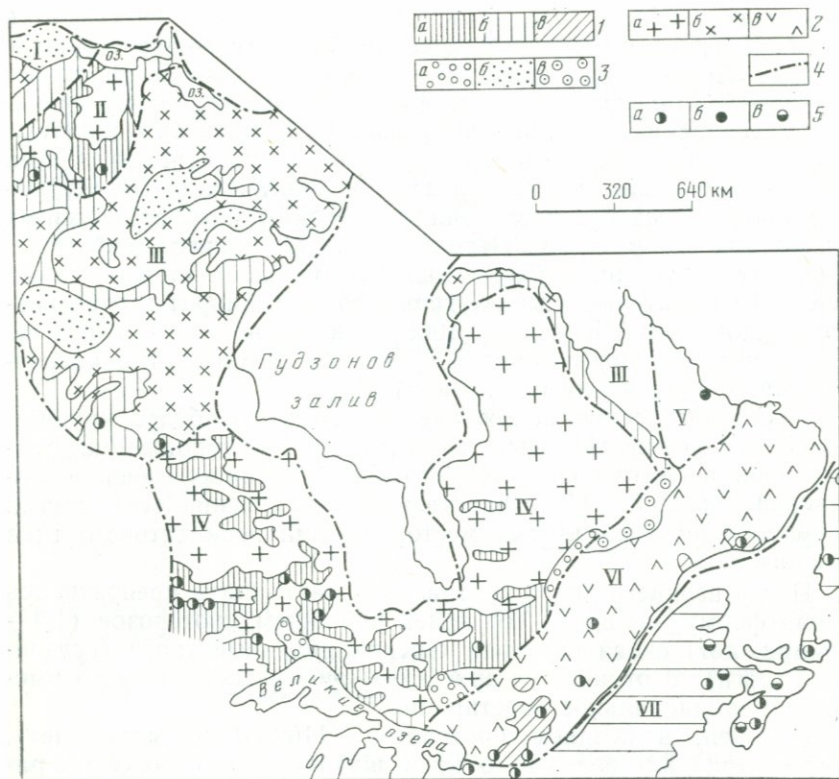 а б в 1
а б в 2
а б в 3
4
а б в 5
0 320 640 км
I
оз.
оз.
II
III
Гудзонов
залив
III
V
IV
IV
VI
VII
Великие
озера